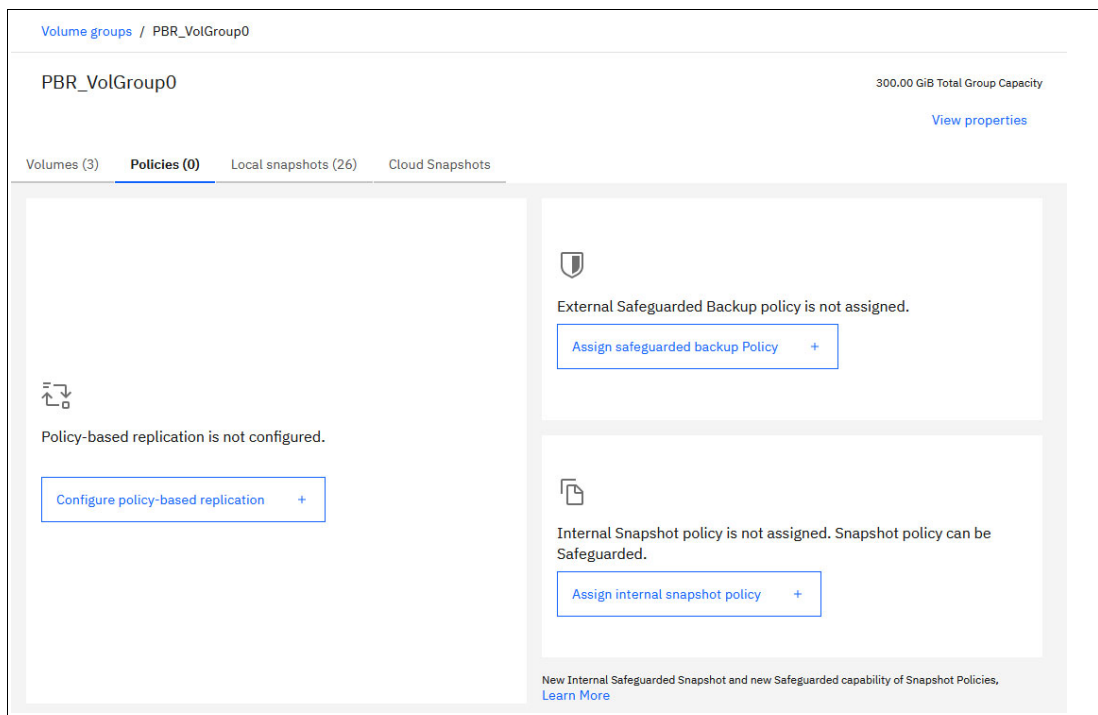 Volume groups / PBR_VolGroup0
PBR_VolGroup0
300.00 GiB Total Group Capacity
View properties
Volumes (3) Policies (0) Local snapshots (26) Cloud Snapshots
Policy-based replication is not configured.
Configure policy-based replication +
External Safeguarded Backup policy is not assigned.
Assign safeguarded backup Policy +
Internal Snapshot policy is not assigned. Snapshot policy can be
Safeguarded.
Assign internal snapshot policy +
New Internal Safeguarded Snapshot and new Safeguarded capability of Snapshot Policies,
Learn More